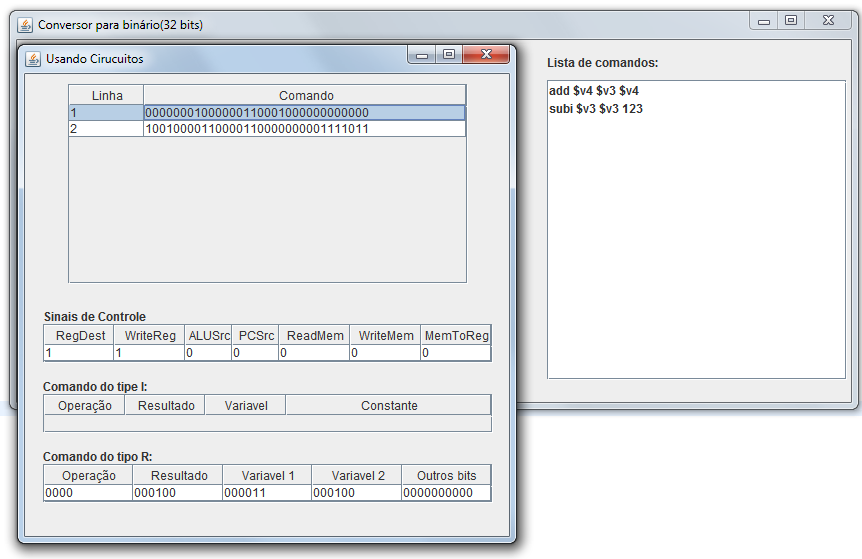 Conversor para binário(32 bits)
Usando Cirucuitos
Linha Comando
1 00000001000000110001000000000000
2 10010000110000110000000001111011
Sinais de Controle
RegDest WriteReg ALUSrc PCSrc ReadMem WriteMem MemToReg
1 1 0 0 0 0 0
Comando do tipe I:
Operação Resultado Variavel Constante
Comando do tipo R:
Operação Resultado Variavel 1 Variavel 2 Outros bits
0000 000100 000011 000100 0000000000
Lista de comandos:
add $v4 $v3 $v4
subi $v3 $v3 123